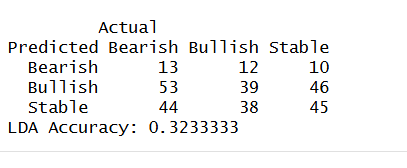 Actual
Predicted Bearish Bullish Stable
Bearish 13 12 10
Bullish 53 39 46
Stable 44 38 45
LDA Accuracy: 0.3233333